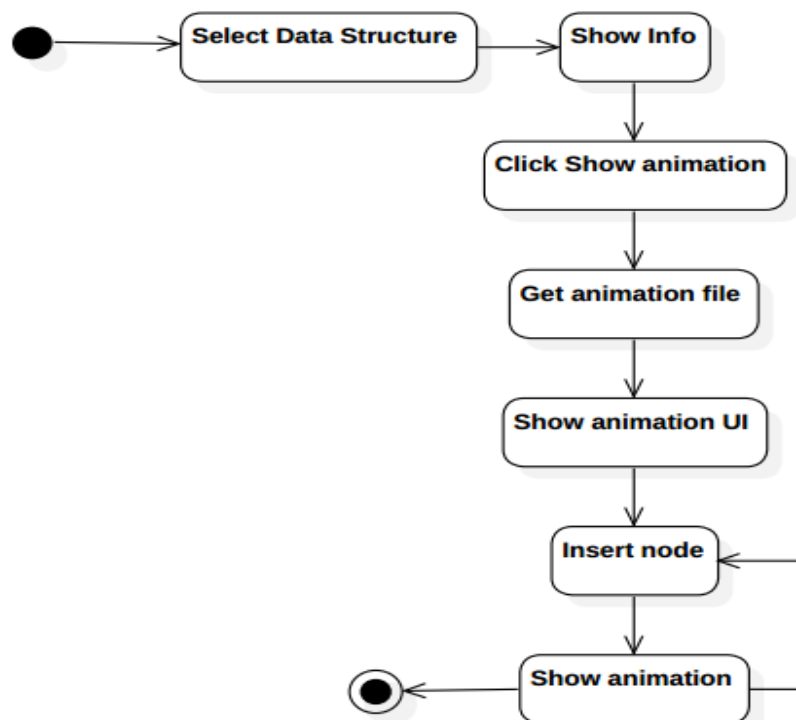 Select Data Structure
Show Info
Click Show animation
Get animation file
Show animation UI
Insert node
Show animation